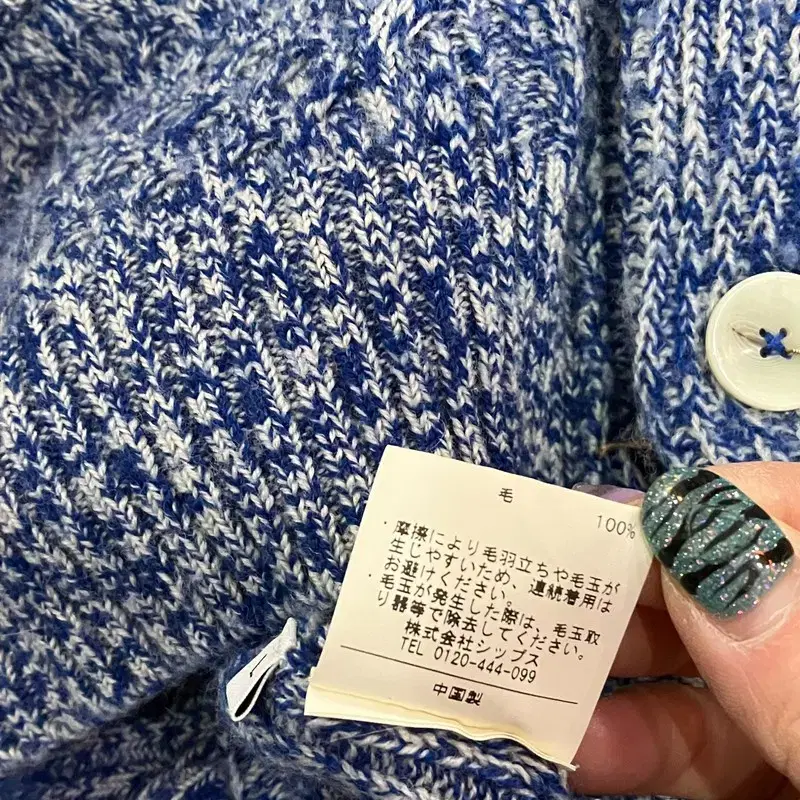 毛
100%
・摩擦により毛羽立ちや毛玉が
生じやすいため、連続着用は
お避けください。
・毛玉が発生した際は、毛玉取
り器等で除去してください。
株式会社シップス
TEL 0120-444-099
中国製